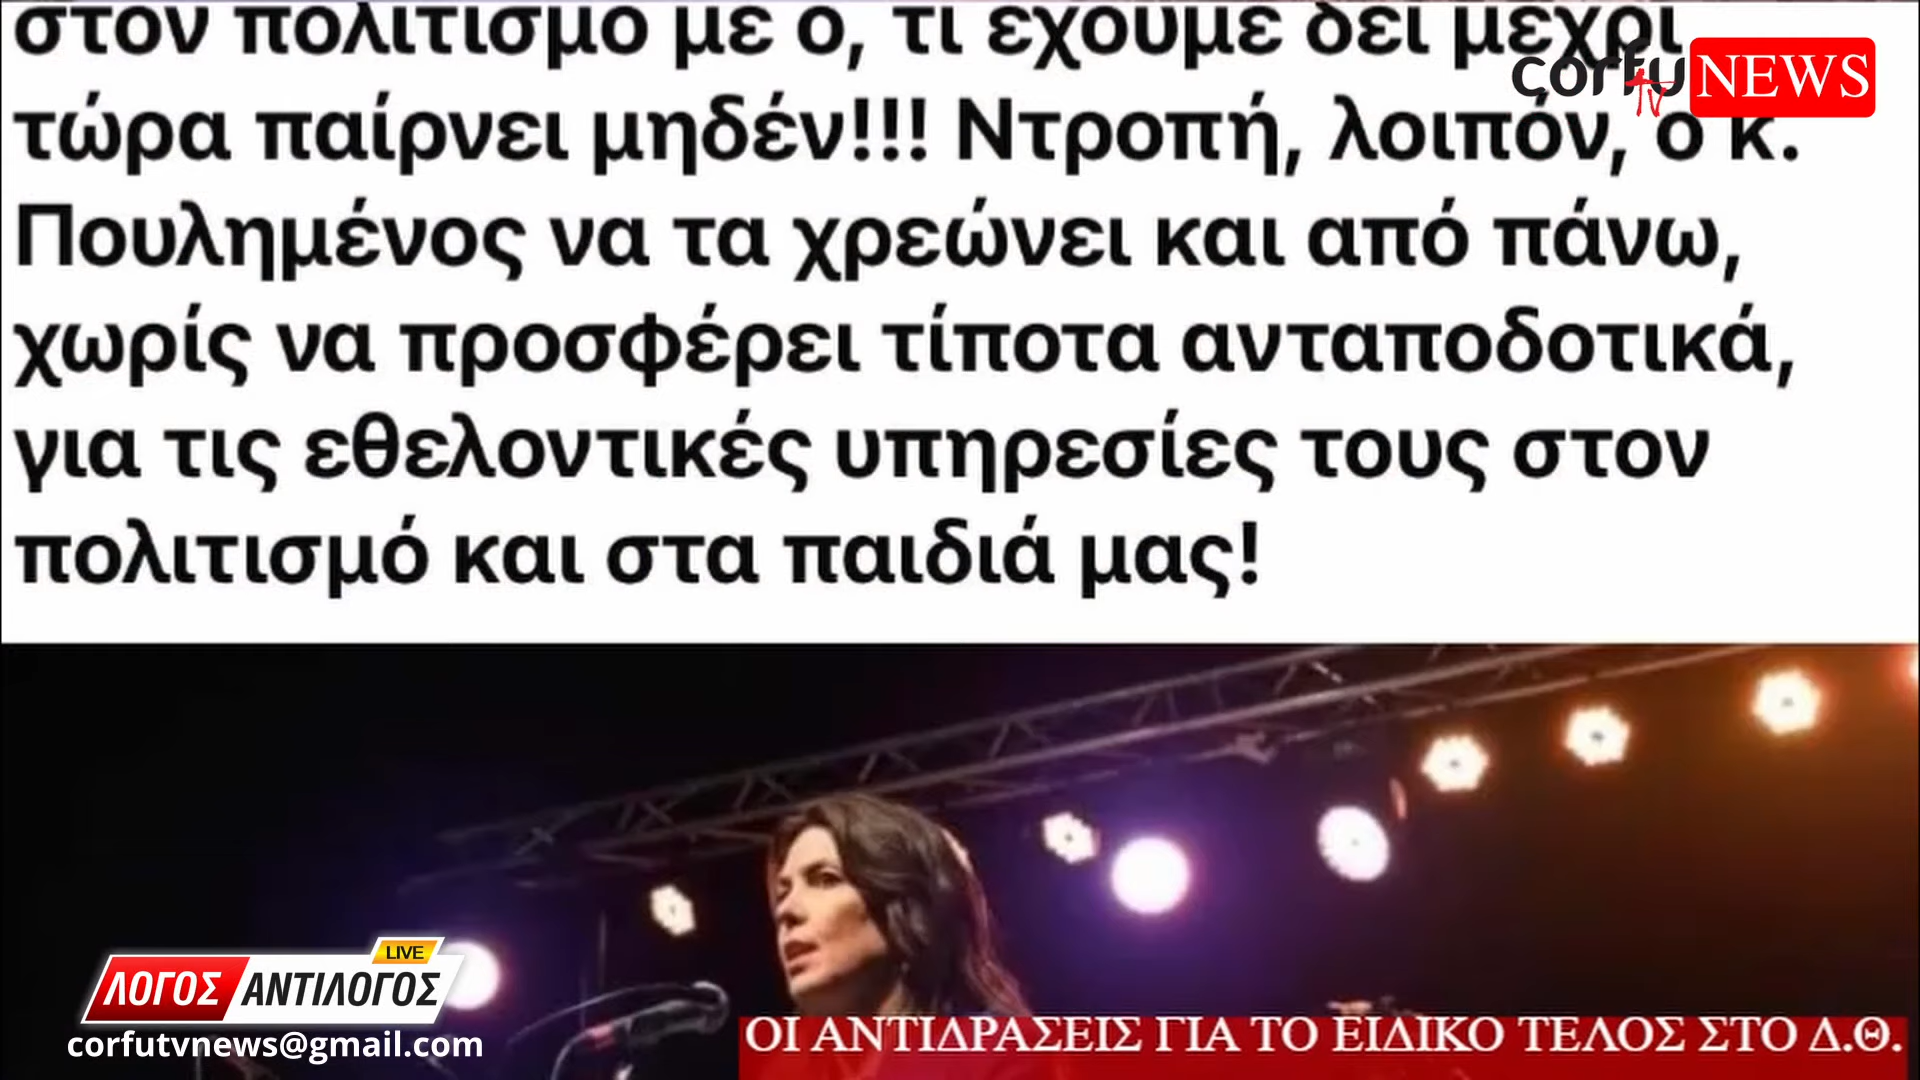 στον πολιτισμό με ό, τι έχουμε δει μέχρι
corfu TV NEWS
τώρα παίρνει μηδέν!!! Ντροπή, λοιπόν, ο κ.
Πουλημένος να τα χρεώνει και από πάνω,
χωρίς να προσφέρει τίποτα ανταποδοτικά,
για τις εθελοντικές υπηρεσίες τους στον
πολιτισμό και στα παιδιά μας!
LIVE
ΛΟΓΟΣ ΑΝΤΙΛΟΓΟΣ
corfutvnews@gmail.com
ΟΙ ΑΝΤΙΔΡΑΣΕΙΣ ΓΙΑ ΤΟ ΕΙΔΙΚΟ ΤΕΛΟΣ ΣΤΟ Δ.Θ.